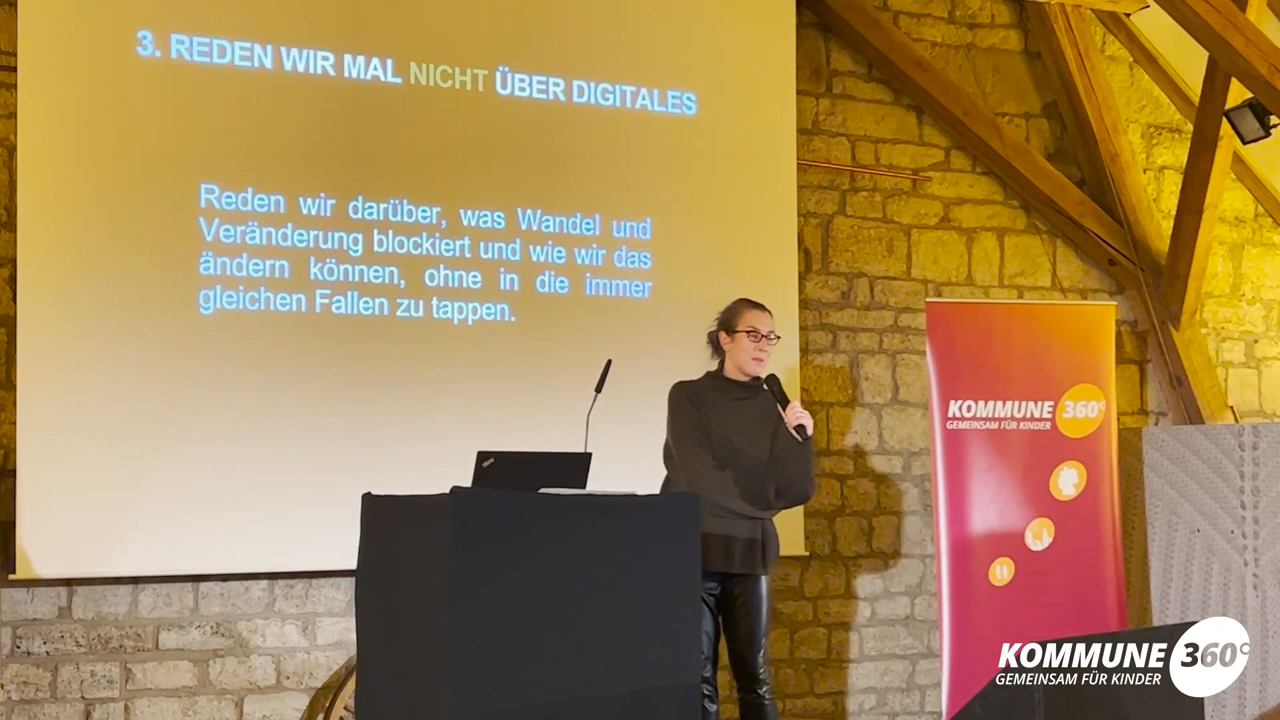 3. REDEN WIR MAL NICHT ÜBER DIGITALES
Reden wir darüber, was Wandel und
Veränderung blockiert und wie wir das
ändern können, ohne in die immer
gleichen Fallen zu tappen.
KOMMUNE 360°
GEMEINSAM FÜR KINDER
KOMMUNE 360°
GEMEINSAM FÜR KINDER